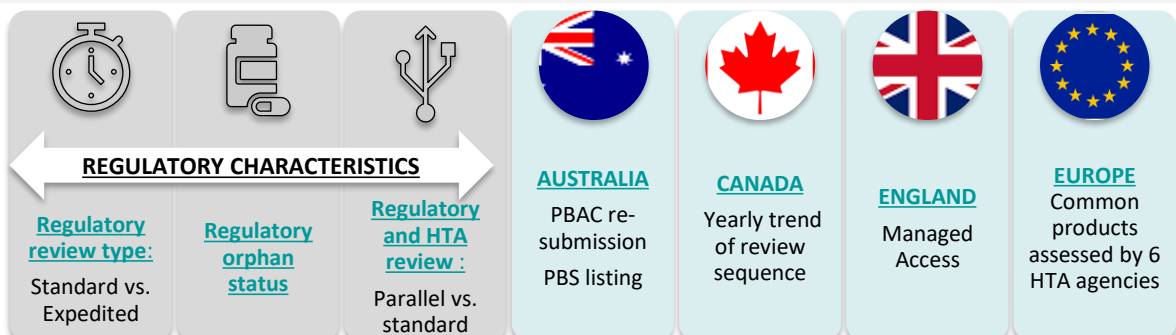 REGULATORY CHARACTERISTICS
Regulatory
review type:
Standard vs.
Expedited
Regulatory
orphan
status
Regulatory
and HTA
review :
Parallel vs.
standard
AUSTRALIA
PBAC re-
submission
PBS listing
CANADA
Yearly trend
of review
sequence
ENGLAND
Managed
Access
EUROPE
Common
products
assessed by 6
HTA agencies